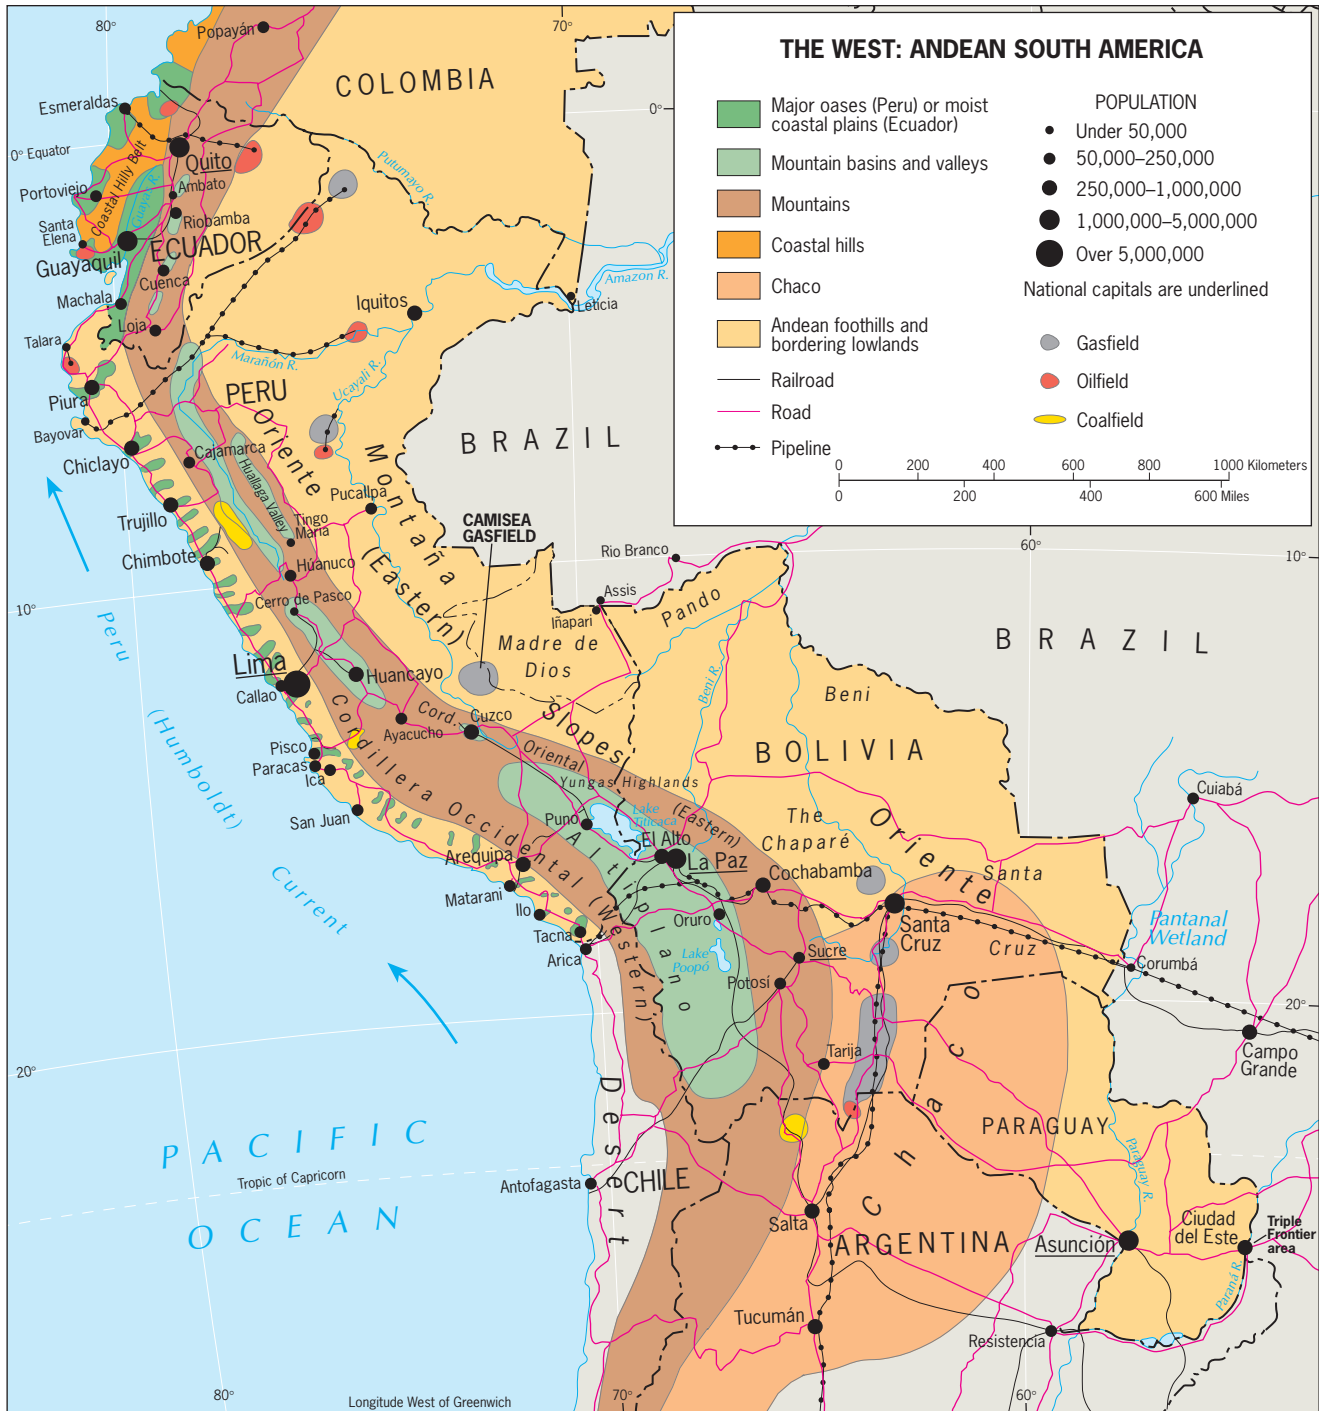 THE WEST: ANDEAN SOUTH AMERICA
Major oases (Peru) or moist
coastal plains (Ecuador)
Mountain basins and valleys
Mountains
Coastal hills
Chaco
Andean foothills and
bordering lowlands
Railroad
Road
Pipeline
POPULATION
Under 50,000
50,000–250,000
250,000–1,000,000
1,000,000–5,000,000
Over 5,000,000
National capitals are underlined
Gasfield
Oilfield
Coalfield
0 200 400 600 800 1000 Kilometers
0 200 400 600 Miles
80°
70°
Popayán
COLOMBIA
Esmeraldas
0°
0° Equator
Quito
Coastal Hilly Belt
Putumayo R.
Portoviejo
Ambato
Guayas R.
Santa
Elena
Riobamba
ECUADOR
Guayaquil
Cuenca
Amazon R.
Machala
Iquitos
Leticia
Loja
Talara
Marañón R.
Ucayali R.
Piura
PERU
Bayovar
BRAZIL
Oriente
Montaña
(Eastern)
Slopes
Chiclayo
Cajamarca
Huallaga Valley
Pucallpa
Trujillo
Tingo
María
CAMISEA
GASFIELD
Chimbote
Húanuco
Rio Branco
60°
10°
Cerro de Pasco
Assis
Iñapari
Pando
10°
Peru
(Humboldt)
Current
Madre de
Dios
BRAZIL
Lima
Callao
Huancayo
Beni R.
Beni
Cordillera Occidental (Western)
Cord.
Oriental
(Eastern)
Ayacucho
Cuzco
Pisco
Paracas
Ica
BOLIVIA
Yungas Highlands
San Juan
Puno
Lake
Titicaca
The
Chaparé
Oriente
Cuiabá
El Alto
La Paz
Altiplano
Arequipa
Cochabamba
Santa
Cruz
Matarani
Ilo
Oruro
Santa
Cruz
Pantanal
Wetland
Tacna
Arica
Lake
Poopó
Sucre
Corumbá
Potosí
20°
Chaco
20°
Tarija
Campo
Grande
Desert
PARAGUAY
PACIFIC
OCEAN
Tropic of Capricorn
Paraguay R.
Antofagasta
CHILE
Salta
ARGENTINA
Asunción
Ciudad
del Este
Triple
Frontier
area
Paraná R.
Tucumán
Resistencia
80°
Longitude West of Greenwich
70°
60°